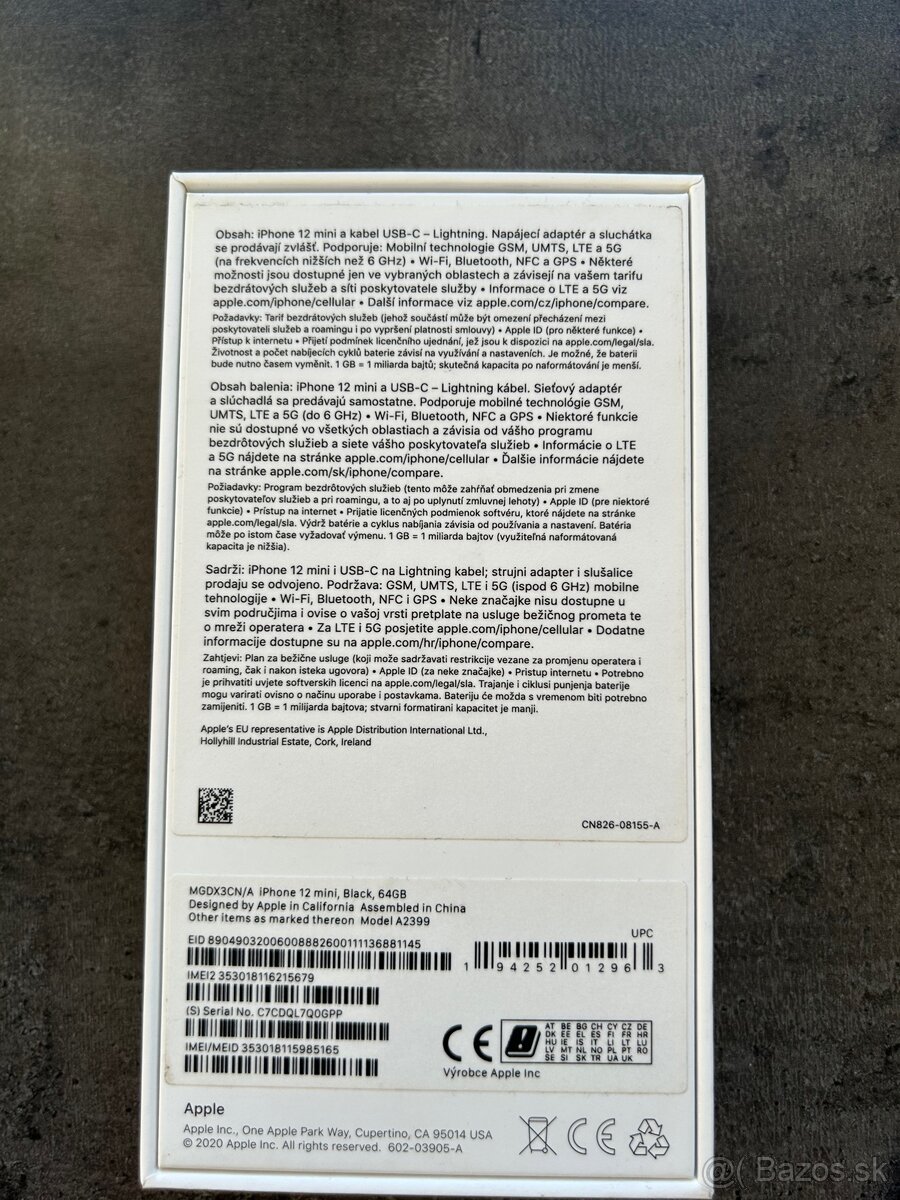 Obsah: iPhone 12 mini a kabel USB-C – Lightning. Napájecí adaptér a sluchátka
se prodávají zvlášť. Podporuje: Mobilní technologie GSM, UMTS, LTE a 5G
(na frekvencích nižších než 6 GHz) • Wi-Fi, Bluetooth, NFC a GPS • Některé
možnosti jsou dostupné jen ve vybraných oblastech a závisejí na vašem tarifu
bezdrátových služeb a síti poskytovatele služby • Informace o LTE a 5G viz
apple.com/iphone/cellular • Další informace viz apple.com/cz/iphone/compare.
Požadavky: Tarif bezdrátových služeb (jehož součástí může být omezení přecházení mezi
poskytovateli služeb a roamingu i po vypršení platnosti smlouvy) • Apple ID (pro některé funkce) •
Přístup k internetu • Přijetí podmínek licenčního ujednání, jež jsou k dispozici na apple.com/legal/sla.
Životnost a počet nabíjecích cyklů baterie závisí na využívání a nastaveních. Je možné, že baterii
bude nutno časem vyměnit. 1 GB = 1 miliarda bajtů; skutečná kapacita po naformátování je menší.
Obsah balenia: iPhone 12 mini a USB-C – Lightning kábel. Sieťový adaptér
a slúchadlá sa predávajú samostatne. Podporuje mobilné technológie GSM,
UMTS, LTE a 5G (do 6 GHz) • Wi-Fi, Bluetooth, NFC a GPS • Niektoré funkcie
nie sú dostupné vo všetkých oblastiach a závisia od vášho programu
bezdrôtových služieb a siete vášho poskytovateľa služieb • Informácie o LTE
a 5G nájdete na stránke apple.com/iphone/cellular • Ďalšie informácie nájdete
na stránke apple.com/sk/iphone/compare.
Požiadavky: Program bezdrôtových služieb (tento môže zahŕňať obmedzenia pri zmene
poskytovateľov služieb a pri roamingu, a to aj po uplynutí zmluvnej lehoty) • Apple ID (pre niektoré
funkcie) • Prístup na internet • Prijatie licenčných podmienok softvéru, ktoré nájdete na stránke
apple.com/legal/sla. Výdrž batérie a cyklus nabíjania závisia od používania a nastavení. Batéria
môže po istom čase vyžadovať výmenu. 1 GB = 1 miliarda bajtov (využiteľná naformátovaná
kapacita je nižšia).
Sadrži: iPhone 12 mini i USB-C na Lightning kabel; strujni adapter i slušalice
prodaju se odvojeno. Podržava: GSM, UMTS, LTE i 5G (ispod 6 GHz) mobilne
tehnologije • Wi-Fi, Bluetooth, NFC i GPS • Neke značajke nisu dostupne u
svim područjima i ovise o vašoj vrsti pretplate na usluge bežičnog prometa te
o mreži operatera • Za LTE i 5G posjetite apple.com/iphone/cellular • Dodatne
informacije dostupne su na apple.com/hr/iphone/compare.
Zahtjevi: Plan za bežične usluge (koji može sadržavati restrikcije vezane za promjenu operatera i
roaming, čak i nakon isteka ugovora) • Apple ID (za neke značajke) • Pristup internetu • Potrebno
je prihvatiti uvjete softverskih licenci na apple.com/legal/sla. Trajanje i ciklusi punjenja baterije
mogu varirati ovisno o načinu uporabe i postavkama. Bateriju će možda s vremenom biti potrebno
zamijeniti. 1 GB = 1 milijarda bajtova; stvarni formatirani kapacitet je manji.
Apple's EU representative is Apple Distribution International Ltd.,
Hollyhill Industrial Estate, Cork, Ireland
CN826-08155-A
MGDX3CN/A iPhone 12 mini, Black, 64GB
Designed by Apple in California Assembled in China
Other items as marked thereon Model A2399
EID 89049032006008882600111136881145
UPC
1 94252 01296 3
IMEI2 353018116215679
(S) Serial No. C7CDQL7Q0GPP
IMEI/MEID 353018115985165
CE
AT BE BG CH CY CZ DE
DK EE EL ES FI FR HR
HU IE IS IT LI LT LU
LV MT NL NO PL PT RO
SE SI SK TR UA UK
Výrobce Apple Inc
Apple
Apple Inc., One Apple Park Way, Cupertino, CA 95014 USA
© 2020 Apple Inc. All rights reserved. 602-03905-A
CE
@( Bazos.sk